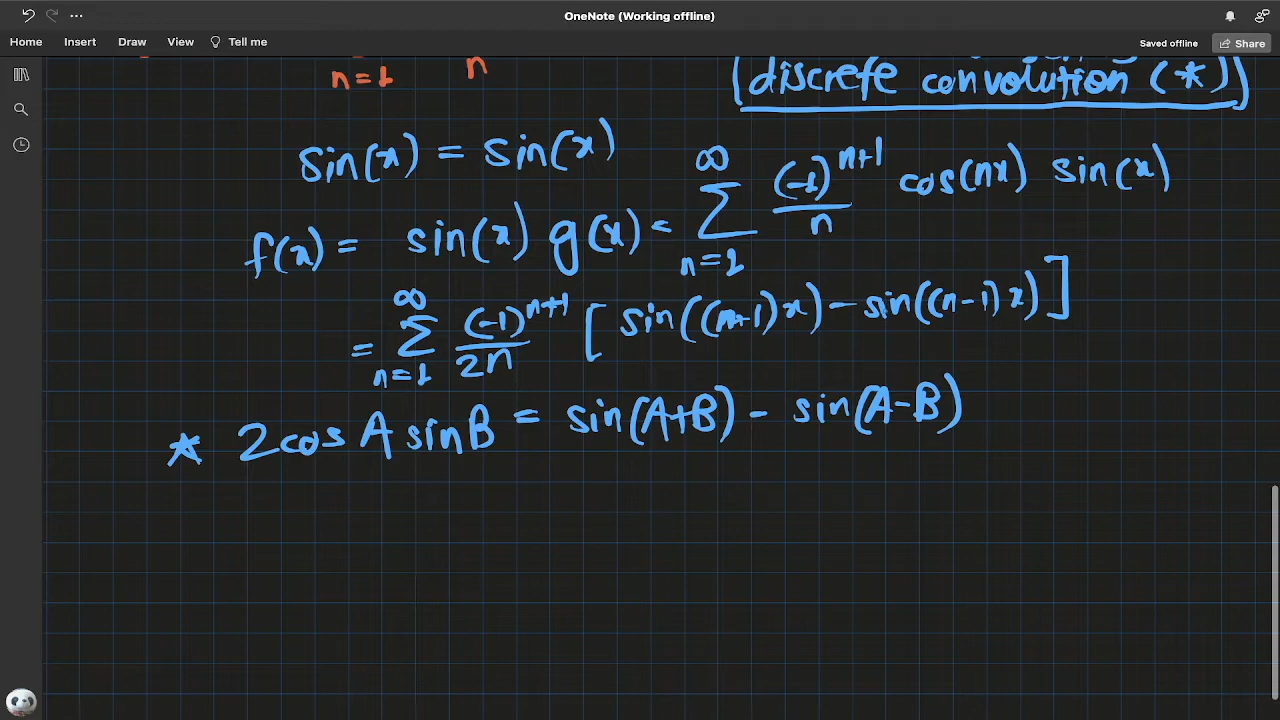 OneNote (Working offline)
Home Insert Draw View Tell me
Saved offline Share
n=1 n
(discrete convolution (*))
sin(x) = sin(x)
f(x) = sin(x) g(x) = ∞ ∑ n=1 (-1)^{n+1}/n cos(nx) sin(x)
= ∞ ∑ n=1 (-1)^{n+1}/2n [sin((n+1)x) - sin((n-1)x)]
* 2cos A sin B = sin(A+B) - sin(A-B)